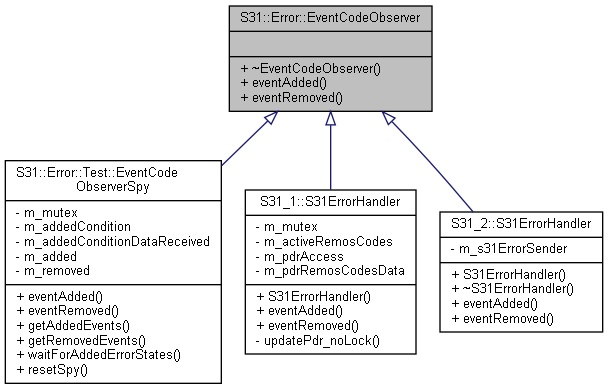 S31::Error::EventCodeObserver
+ ~EventCodeObserver()
+ eventAdded()
+ eventRemoved()
S31::Error::Test::EventCode
ObserverSpy
- m_mutex
- m_addedCondition
- m_addedConditionDataReceived
- m_added
- m_removed
+ eventAdded()
+ eventRemoved()
+ getAddedEvents()
+ getRemovedEvents()
+ waitForAddedErrorStates()
+ resetSpy()
S31_1::S31ErrorHandler
- m_mutex
- m_activeRemosCodes
- m_pdrAccess
- m_pdrRemosCodesData
+ S31ErrorHandler()
+ eventAdded()
+ eventRemoved()
- updatePdr_noLock()
S31_2::S31ErrorHandler
- m_s31ErrorSender
+ S31ErrorHandler()
+ ~S31ErrorHandler()
+ eventAdded()
+ eventRemoved()